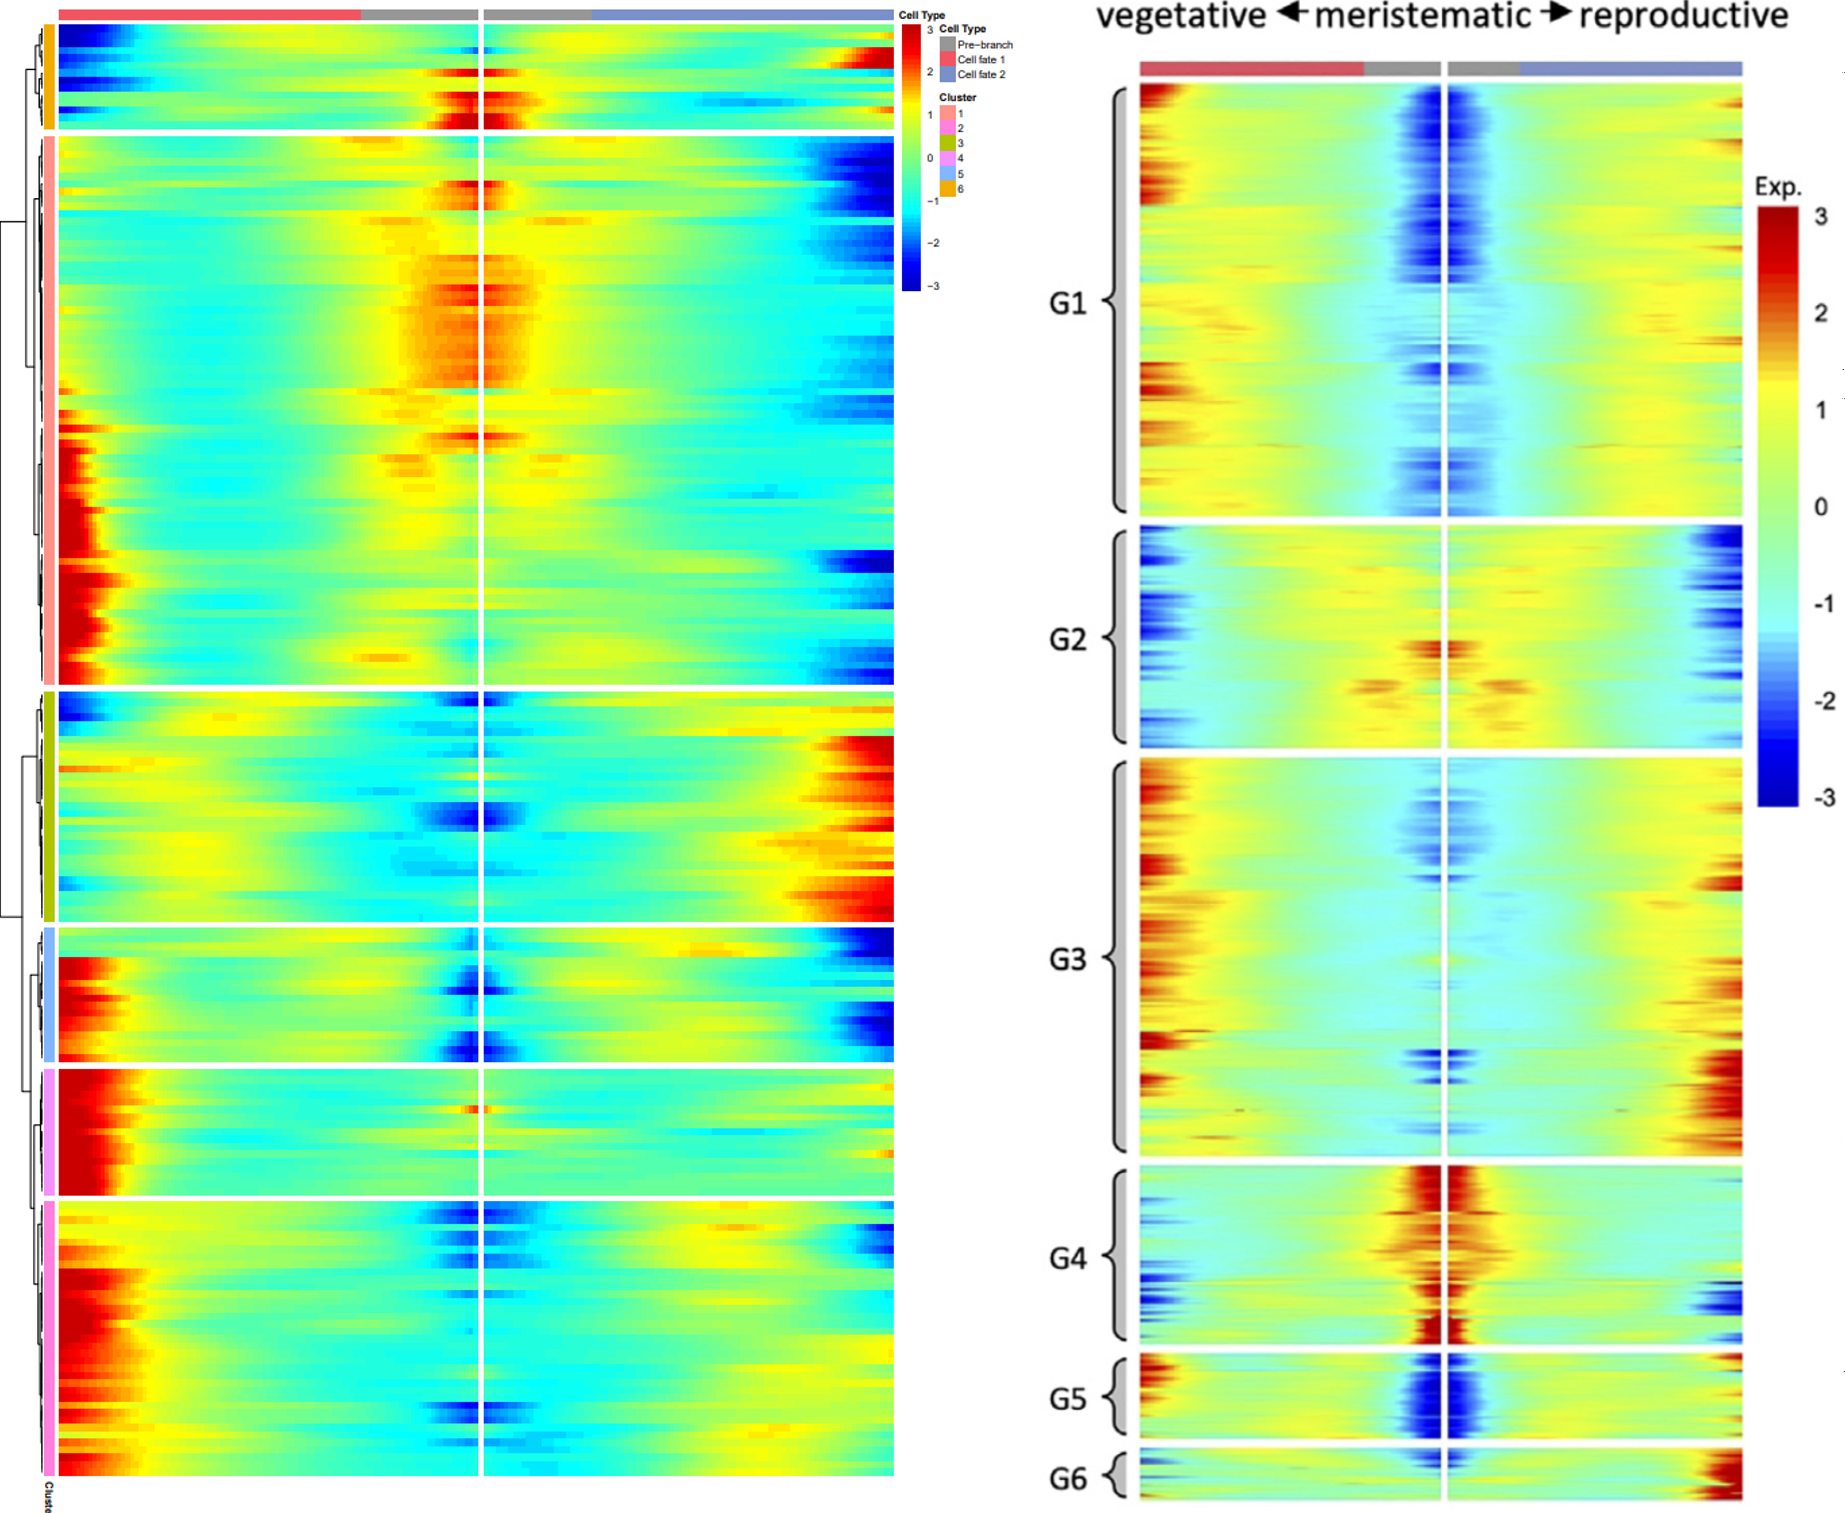 Cell Type
3
2
1
0
−1
−2
−3
Cell Type
Pre−branch
Cell fate 1
Cell fate 2
Cluster
1
2
3
4
5
6
Cluste
vegetative ← meristematic → reproductive
G1
G2
G3
G4
G5
G6
Exp.
3
2
1
0
-1
-2
-3